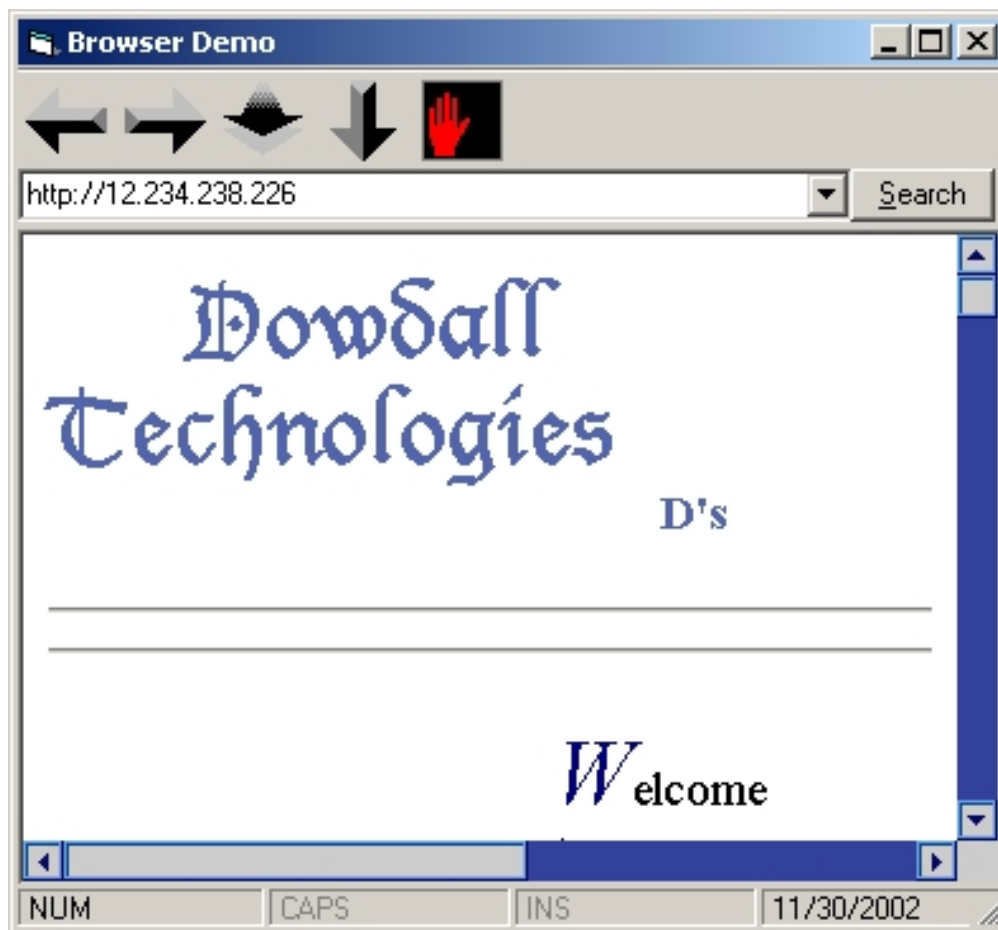 Browser Demo
http://12.234.238.226
Search
Dowdall
Technologies
D's
Welcome
NUM CAPS INS 11/30/2002